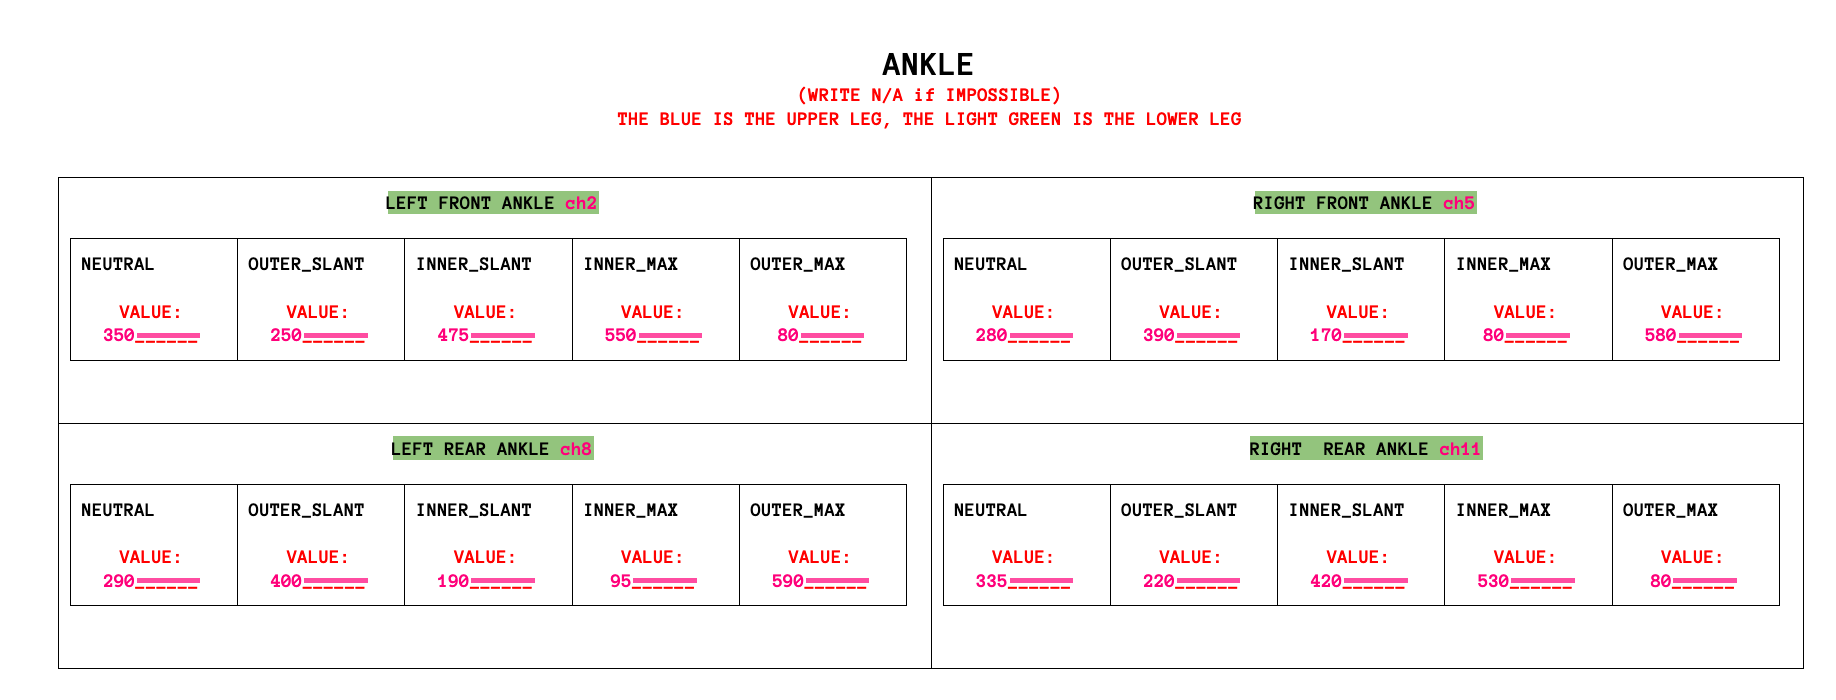 ANKLE
(WRITE N/A if IMPOSSIBLE)
THE BLUE IS THE UPPER LEG, THE LIGHT GREEN IS THE LOWER LEG
LEFT FRONT ANKLE ch2
NEUTRAL OUTER_SLANT INNER_SLANT INNER_MAX OUTER_MAX
VALUE: VALUE: VALUE: VALUE: VALUE:
350______ 250______ 475______ 550______ 80______
RIGHT FRONT ANKLE ch5
NEUTRAL OUTER_SLANT INNER_SLANT INNER_MAX OUTER_MAX
VALUE: VALUE: VALUE: VALUE: VALUE:
280______ 390______ 170______ 80______ 580______
LEFT REAR ANKLE ch8
NEUTRAL OUTER_SLANT INNER_SLANT INNER_MAX OUTER_MAX
VALUE: VALUE: VALUE: VALUE: VALUE:
290______ 400______ 190______ 95______ 590______
RIGHT  REAR ANKLE ch11
NEUTRAL OUTER_SLANT INNER_SLANT INNER_MAX OUTER_MAX
VALUE: VALUE: VALUE: VALUE: VALUE:
335______ 220______ 420______ 530______ 80______